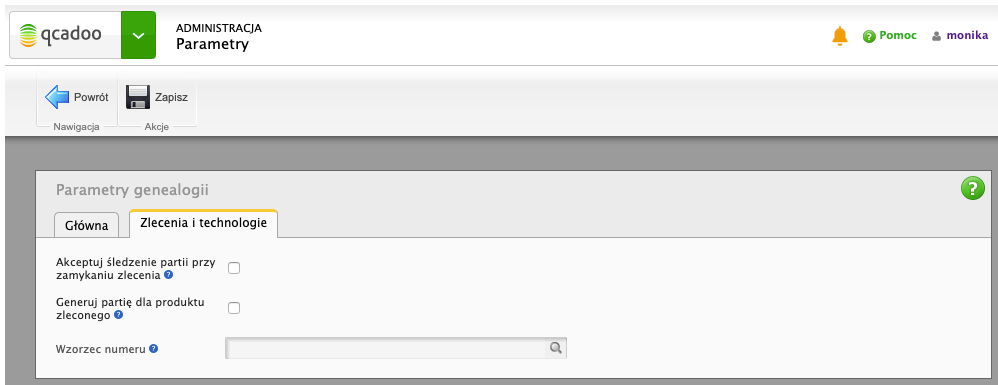 qcadoo
ADMINISTRACJA
Parametry
Pomoc
monika
Powrót
Zapisz
Nawigacja
Akcje
Parametry genealogii
Główna
Zlecenia i technologie
Akceptuj śledzenie partii przy
zamykaniu zlecenia
Generuj partię dla produktu
zleconego
Wzorzec numeru